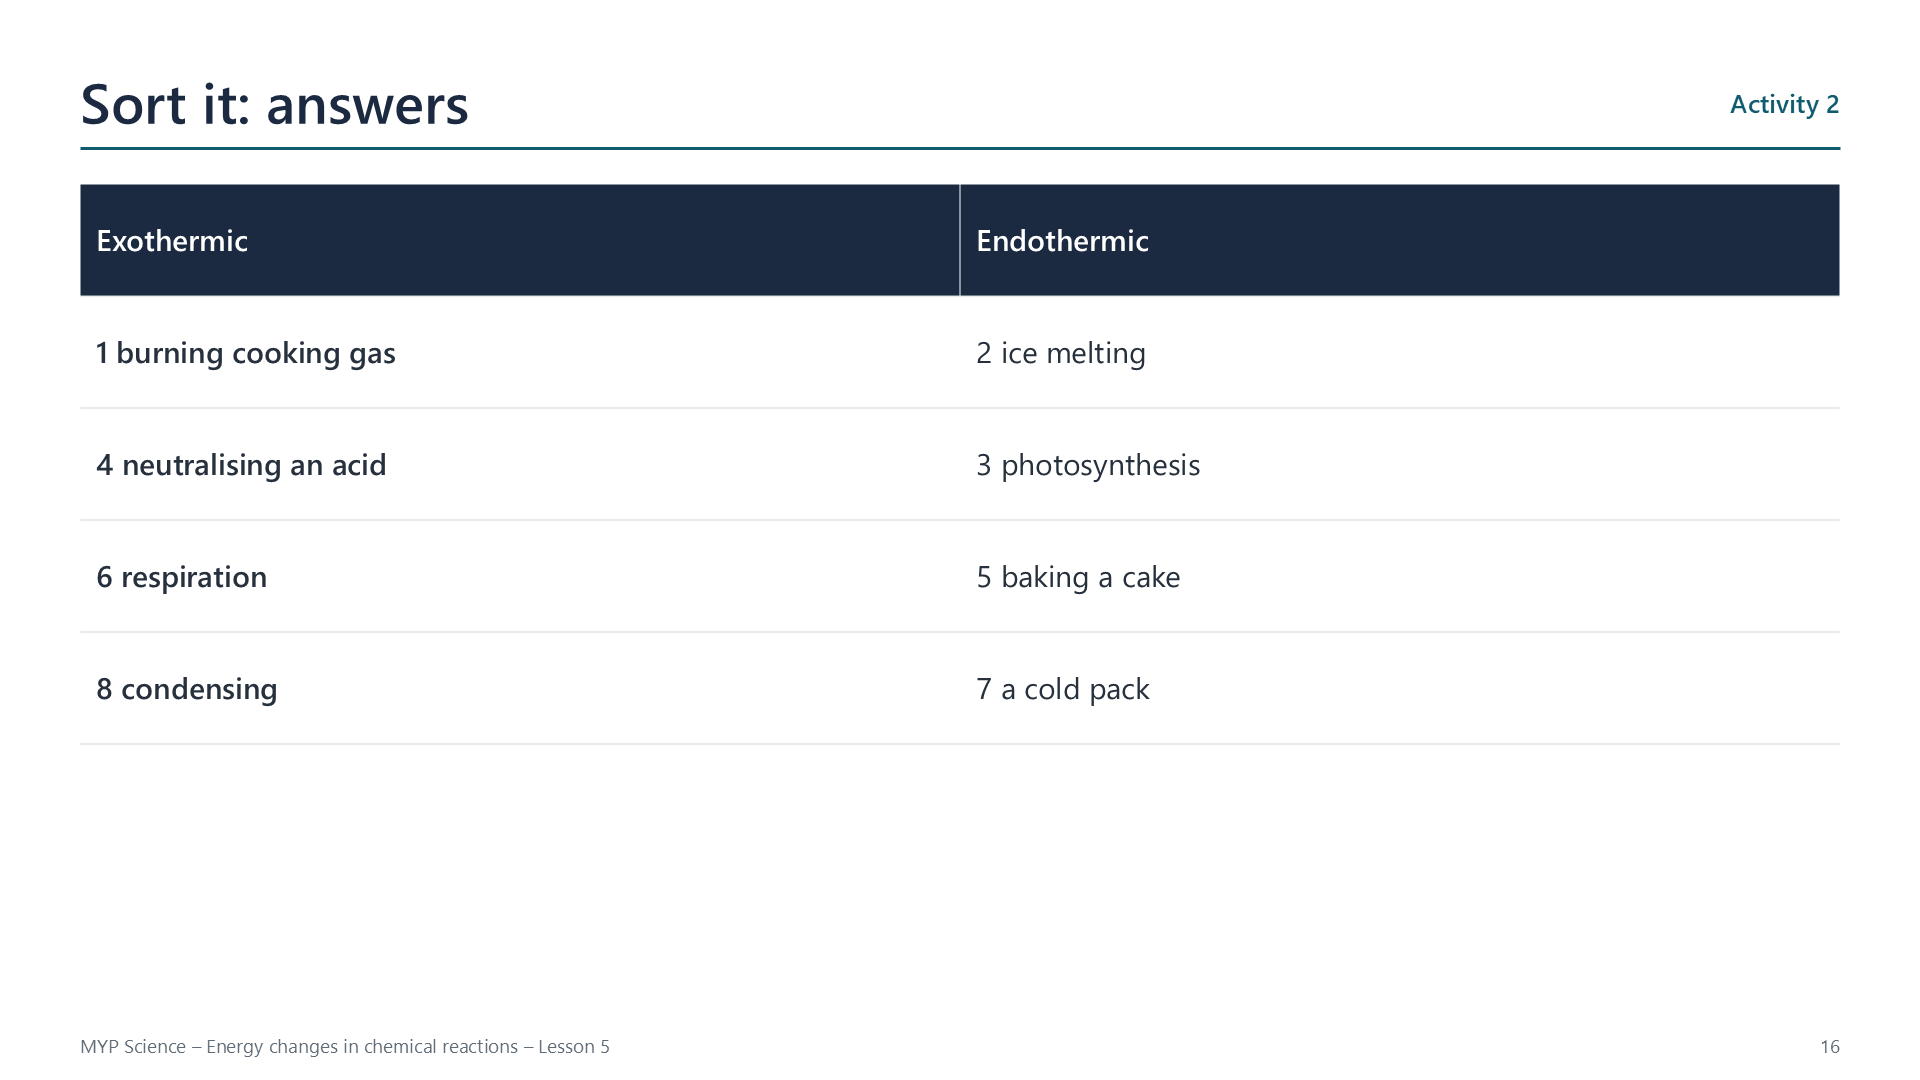 Sort it: answers
Activity 2
Exothermic
Endothermic
1 burning cooking gas
2 ice melting
4 neutralising an acid
3 photosynthesis
6 respiration
5 baking a cake
8 condensing
7 a cold pack
MYP Science – Energy changes in chemical reactions – Lesson 5
16